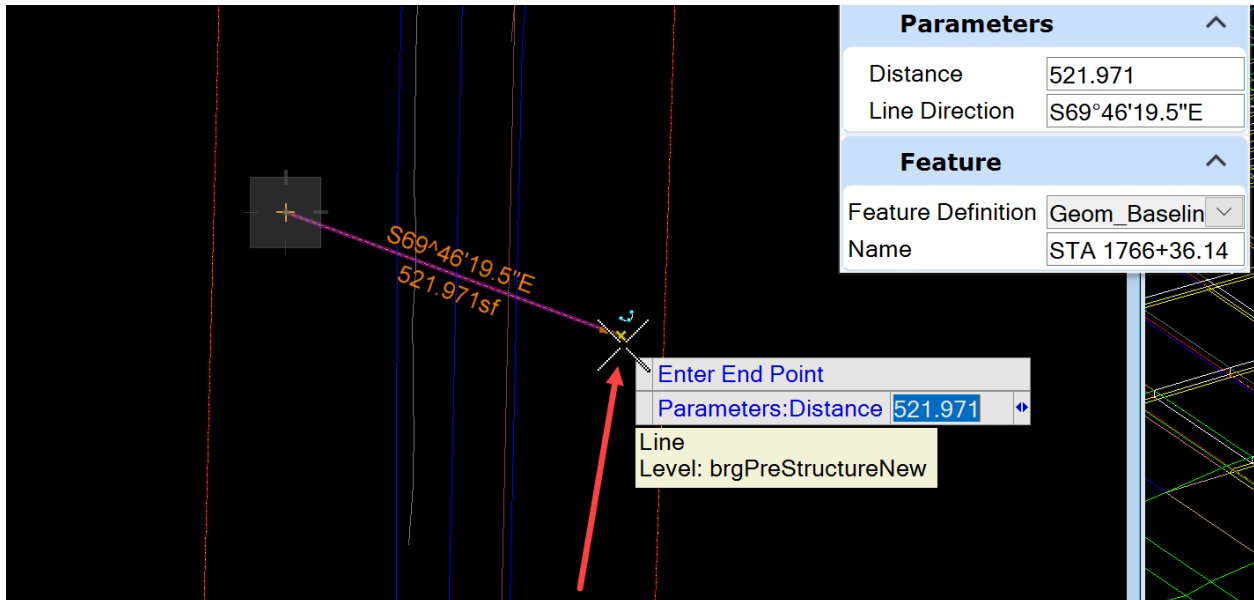 Parameters
Distance 521.971
Line Direction S69°46'19.5"E
Feature
Feature Definition Geom_Baselin
Name STA 1766+36.14
S69^46'19.5"E
521.971sf
Enter End Point
Parameters:Distance 521.971
Line
Level: brgPreStructureNew